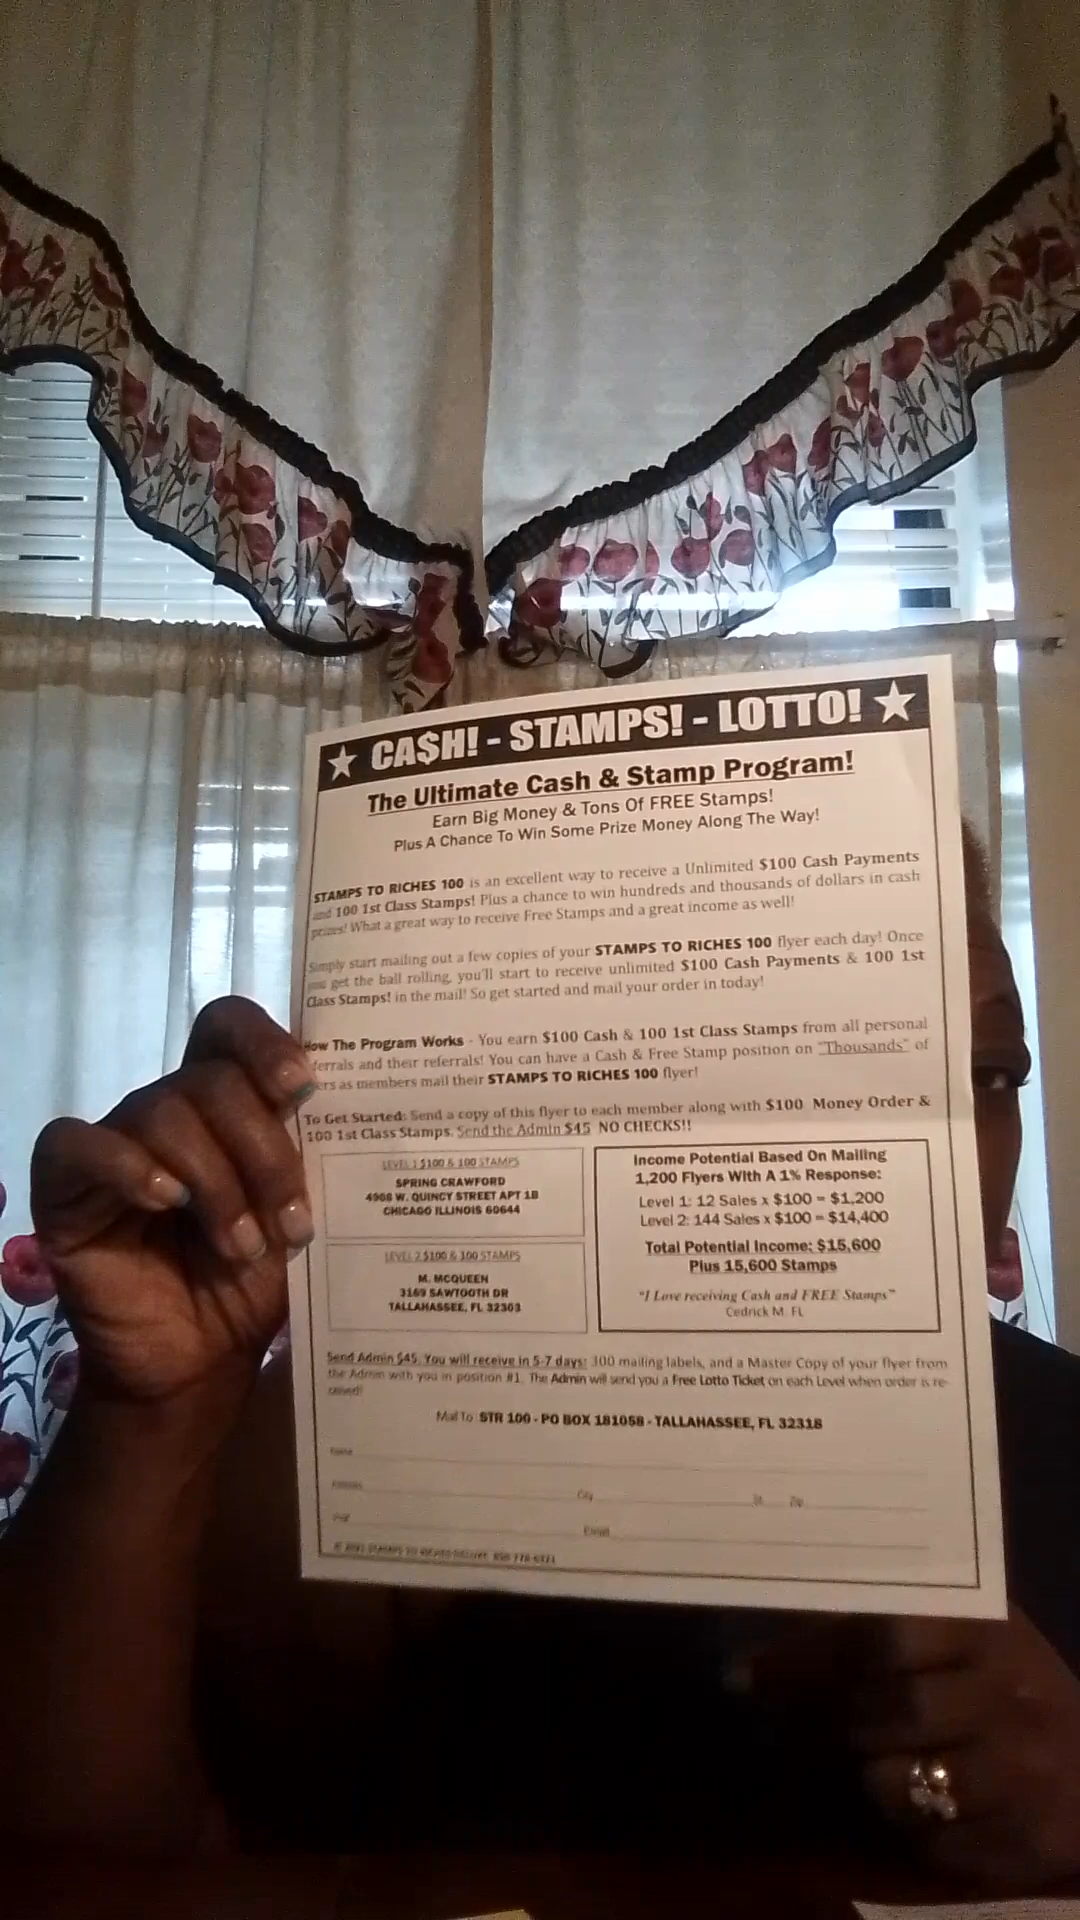 ★ CA$H! - STAMPS! - LOTTO! ★
The Ultimate Cash & Stamp Program!
Earn Big Money & Tons Of FREE Stamps!
Plus A Chance To Win Some Prize Money Along The Way!
STAMPS TO RICHES 100 is an excellent way to receive a Unlimited $100 Cash Payments
and 100 1st Class Stamps! Plus a chance to win hundreds and thousands of dollars in cash
prizes! What a great way to receive Free Stamps and a great income as well!
Simply start mailing out a few copies of your STAMPS TO RICHES 100 flyer each day! Once
you get the ball rolling, you'll start to receive unlimited $100 Cash Payments & 100 1st
Class Stamps! in the mail! So get started and mail your order in today!
How The Program Works - You earn $100 Cash & 100 1st Class Stamps from all personal
ferrals and their referrals! You can have a Cash & Free Stamp position on "Thousands" of
ers as members mail their STAMPS TO RICHES 100 flyer!
To Get Started: Send a copy of this flyer to each member along with $100 Money Order &
100 1st Class Stamps. Send the Admin $45 NO CHECKS!!
LEVEL 1 $100 & 100 STAMPS
SPRING CRAWFORD
4908 W. QUINCY STREET APT 1B
CHICAGO ILLINOIS 60644
LEVEL 2 $100 & 100 STAMPS
M. MCQUEEN
3169 SAWTOOTH DR
TALLAHASSEE, FL 32303
Income Potential Based On Mailing
1,200 Flyers With A 1% Response:
Level 1: 12 Sales x $100 = $1,200
Level 2: 144 Sales x $100 = $14,400
Total Potential Income: $15,600
Plus 15,600 Stamps
"I Love receiving Cash and FREE Stamps"
Cedrick M. FL
Send Admin $45. You will receive in 5-7 days: 300 mailing labels, and a Master Copy of your flyer from
the Admin with you in position #1. The Admin will send you a Free Lotto Ticket on each Level when order is re-
ceived!
Mail To: STR 100 - PO BOX 181058 - TALLAHASSEE, FL 32318
Name
Address City St Zip
Email
STAMPS TO RICHES